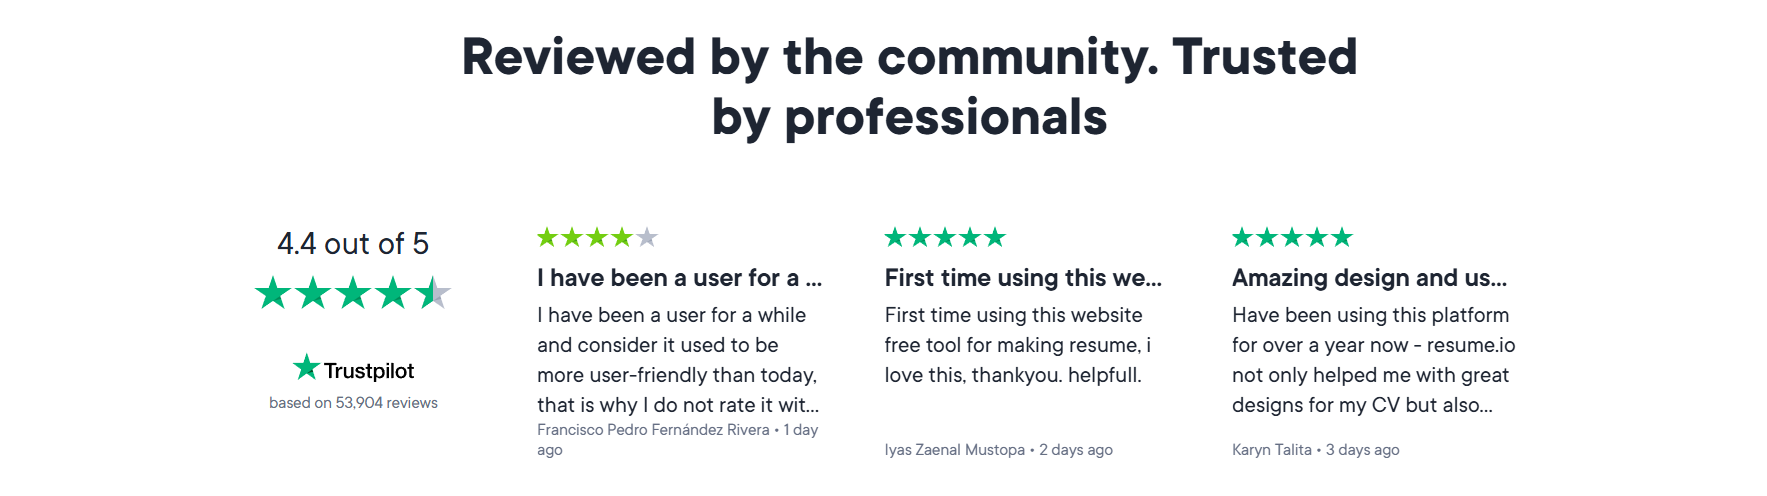 Reviewed by the community. Trusted
by professionals
4.4 out of 5
Trustpilot
based on 53,904 reviews
I have been a user for a ...
I have been a user for a while
and consider it used to be
more user-friendly than today,
that is why I do not rate it wit...
Francisco Pedro Fernández Rivera • 1 day
ago
First time using this we...
First time using this website
free tool for making resume, i
love this, thankyou. helpfull.
Iyas Zaenal Mustopa • 2 days ago
Amazing design and us...
Have been using this platform
for over a year now - resume.io
not only helped me with great
designs for my CV but also...
Karyn Talita • 3 days ago